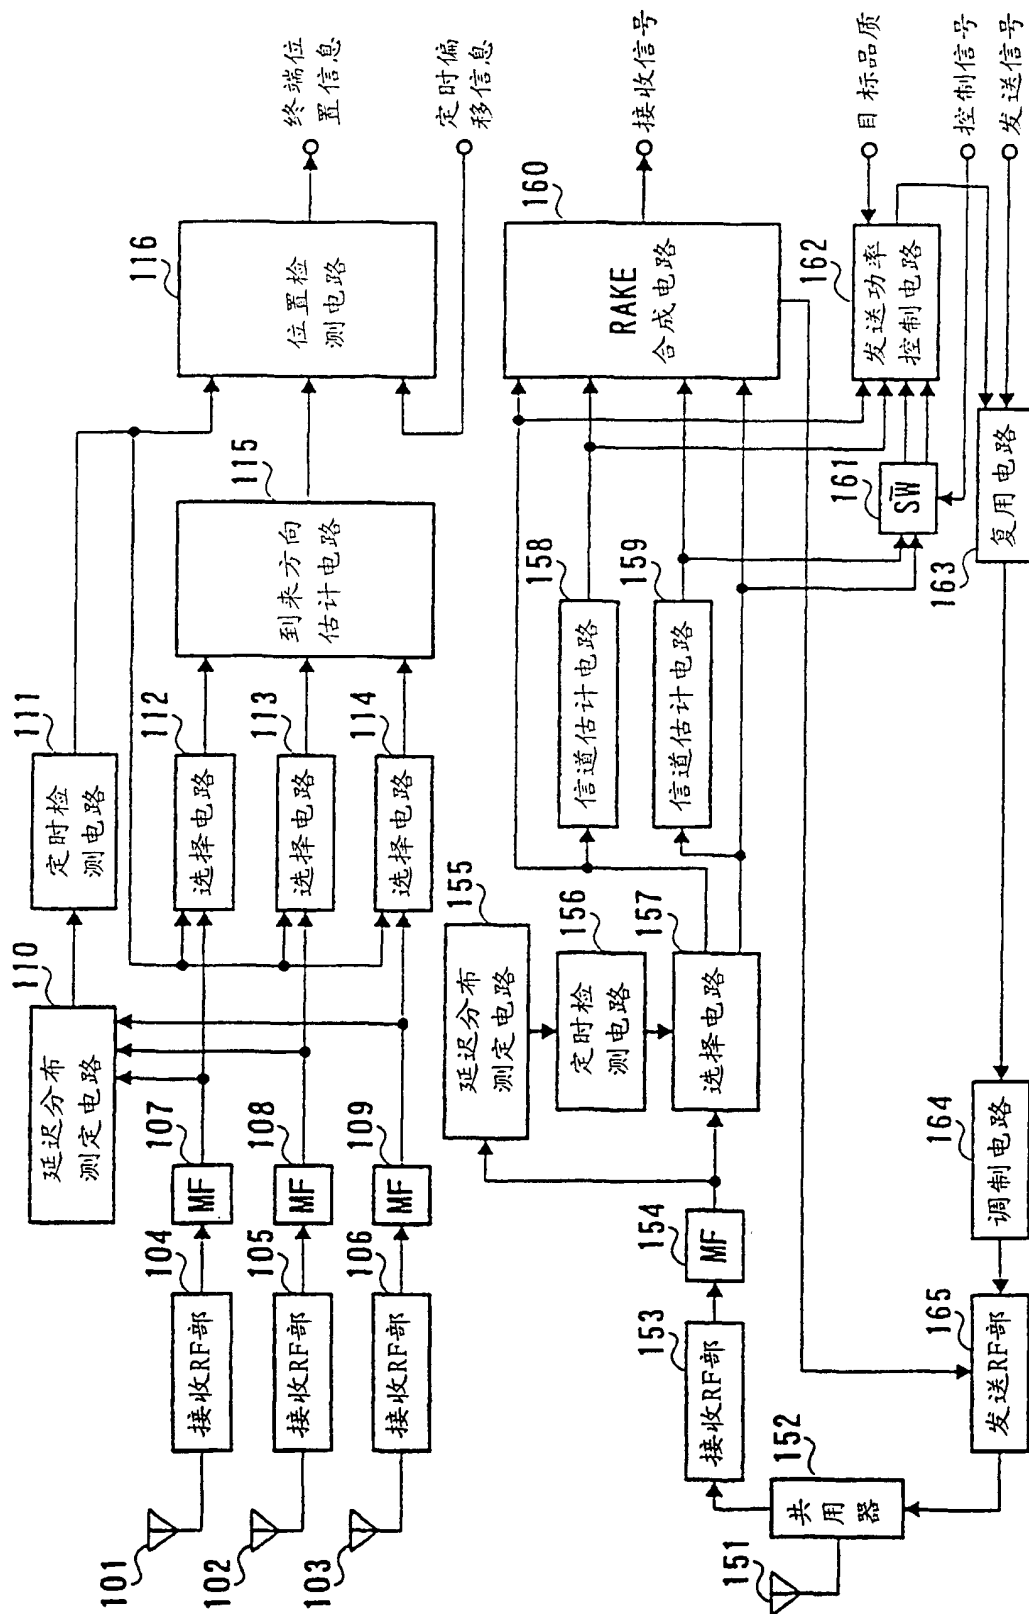 101
102
103
104
接收RF部
105
接收RF部
106
接收RF部
107
MF
108
MF
109
MF
110
延迟分布
测定电路
111
定时检
测电路
112
选择电路
113
选择电路
114
选择电路
115
到来方向
估计电路
116
位置检
测电路
终端位
置信息
定时偏
移信息
151
152
共用器
153
接收RF部
154
MF
155
延迟分布
测定电路
156
定时检
测电路
157
选择电路
158
信道估计电路
159
信道估计电路
160
RAKE
合成电路
接收信号
161
SW
162
发送功率
控制电路
目标品质
控制信号
发送信号
163
复用电路
164
调制电路
165
发送RF部